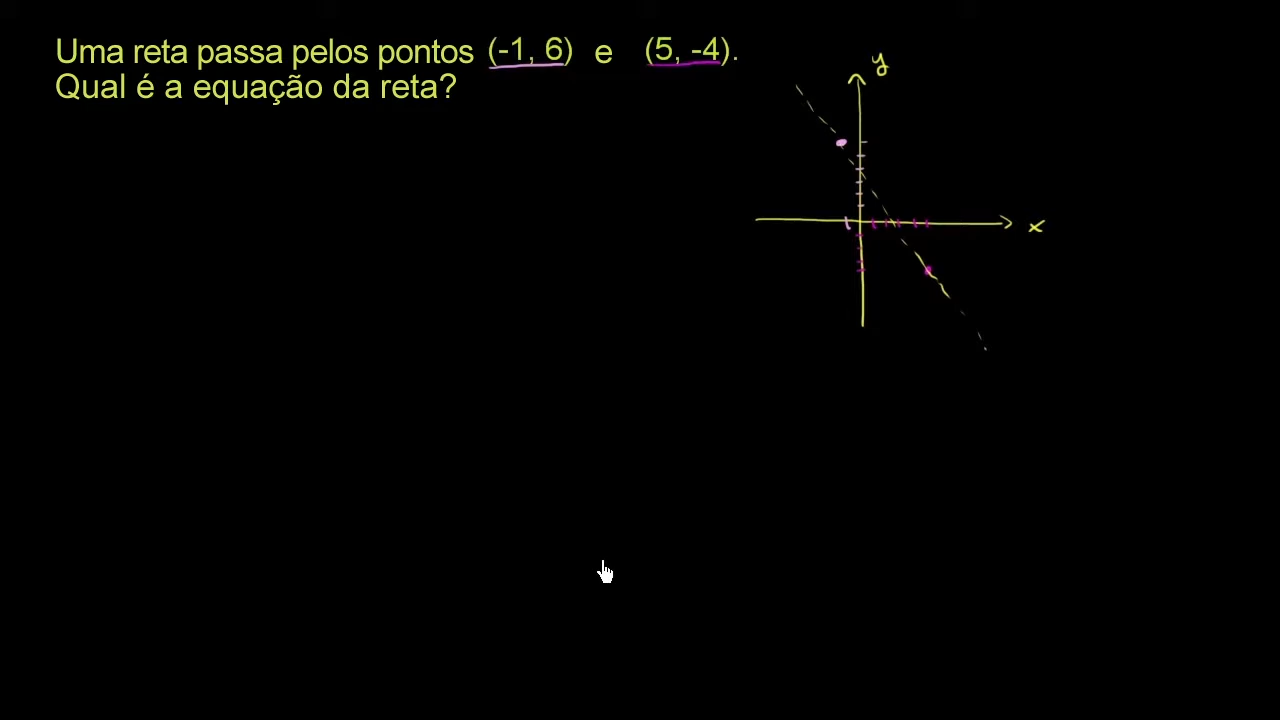 Uma reta passa pelos pontos (-1, 6) e (5, -4).
Qual é a equação da reta?
y
x